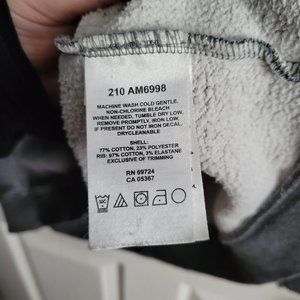 210 AM6998
MACHINE WASH COLD GENTLE.
NON-CHLORINE BLEACH
WHEN NEEDED. TUMBLE DRY LOW.
REMOVE PROMPTLY, IRON LOW.
IF PRESENT DO NOT IRON DECAL.
DRYCLEANABLE
SHELL:
77% COTTON, 23% POLYESTER
RIB: 97% COTTON, 3% ELASTANE
EXCLUSIVE OF TRIMMING
RN 69724
CA 05367